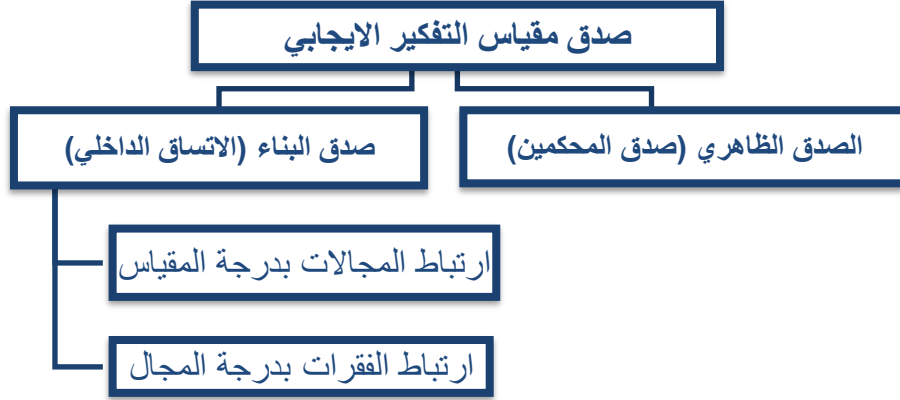 صدق مقياس التفكير الايجابي
الصدق الظاهري (صدق المحكمين)
صدق البناء (الاتساق الداخلي)
ارتباط المجالات بدرجة المقياس
ارتباط الفقرات بدرجة المجال